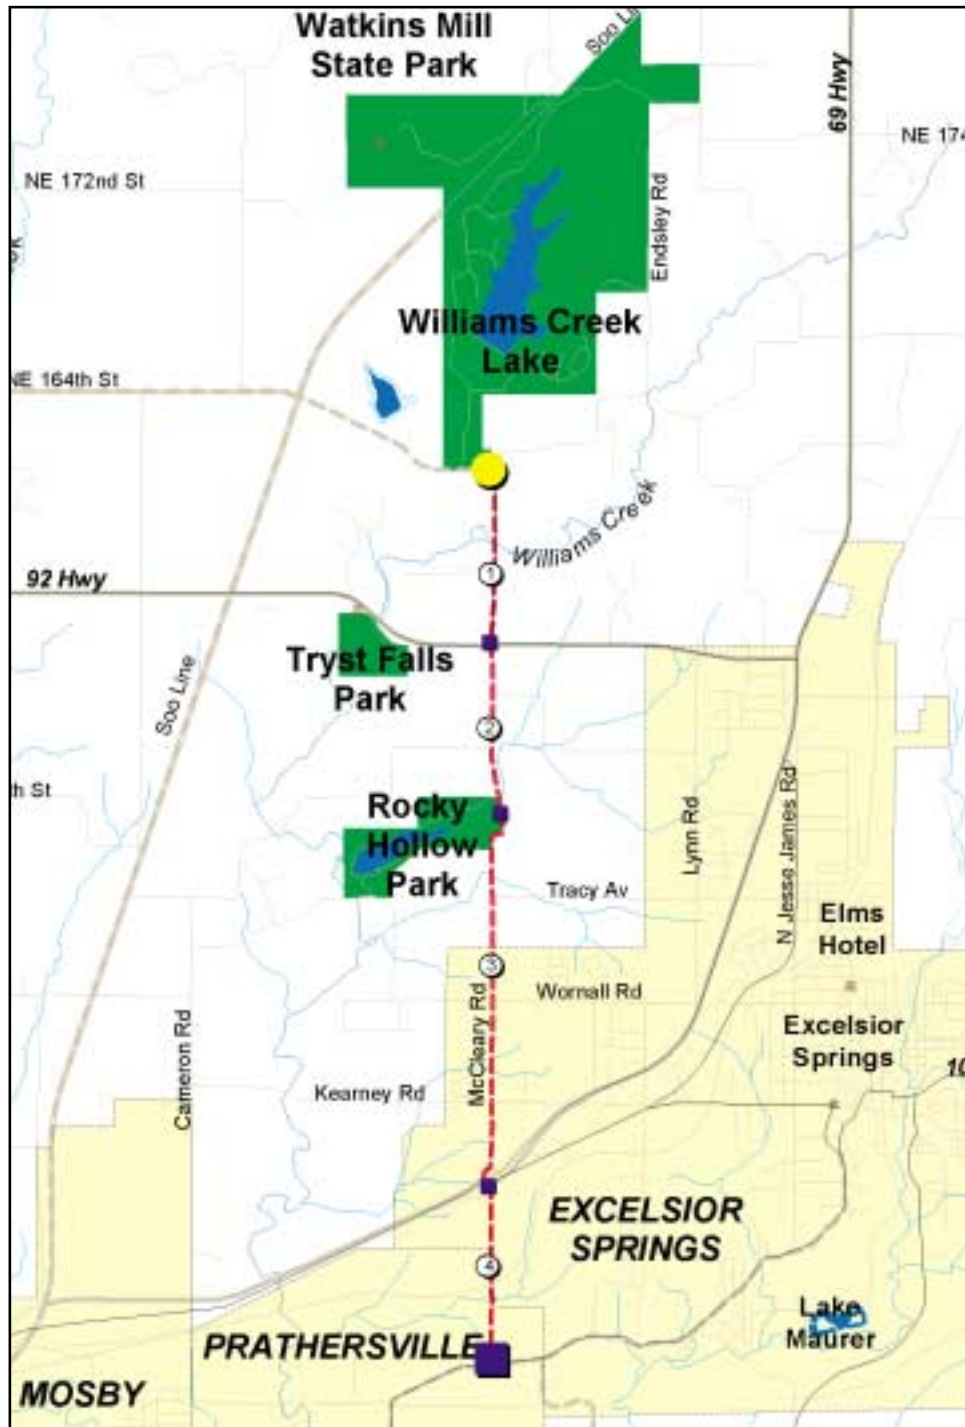 Watkins Mill
State Park
Soo Li
69 Hwy
NE 174
NE 172nd St
Endsley Rd
Williams Creek
Lake
NE 164th St
Williams Creek
1
92 Hwy
Tryst Falls
Park
Soo Line
2
h St
Rocky
Hollow
Park
Lynn Rd
N Jesse James Rd
Tracy Av
Elms
Hotel
3
Wornall Rd
McCleary Rd
Cameron Rd
Excelsior
Springs
10
Kearney Rd
EXCELSIOR
SPRINGS
4
Lake
Maurer
PRATHERSVILLE
MOSBY